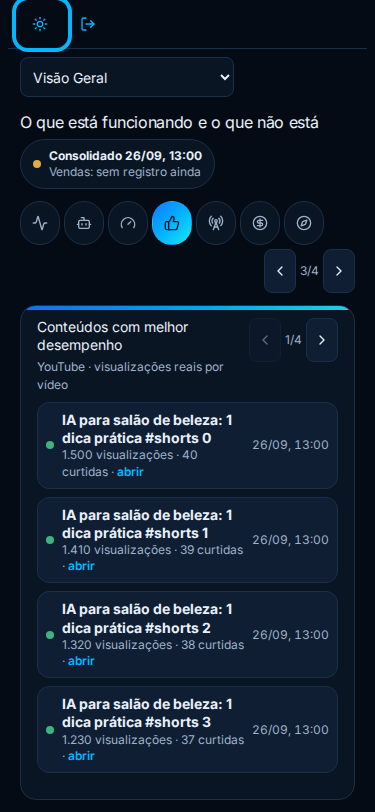 Visão Geral
O que está funcionando e o que não está
Consolidado 26/09, 13:00
Vendas: sem registro ainda
3/4
Conteúdos com melhor
desempenho
1/4
YouTube · visualizações reais por
vídeo
IA para salão de beleza: 1
dica prática #shorts 0
1.500 visualizações · 40
curtidas · abrir
26/09, 13:00
IA para salão de beleza: 1
dica prática #shorts 1
1.410 visualizações · 39 curtidas
· abrir
26/09, 13:00
IA para salão de beleza: 1
dica prática #shorts 2
1.320 visualizações · 38 curtidas
· abrir
26/09, 13:00
IA para salão de beleza: 1
dica prática #shorts 3
1.230 visualizações · 37 curtidas
· abrir
26/09, 13:00